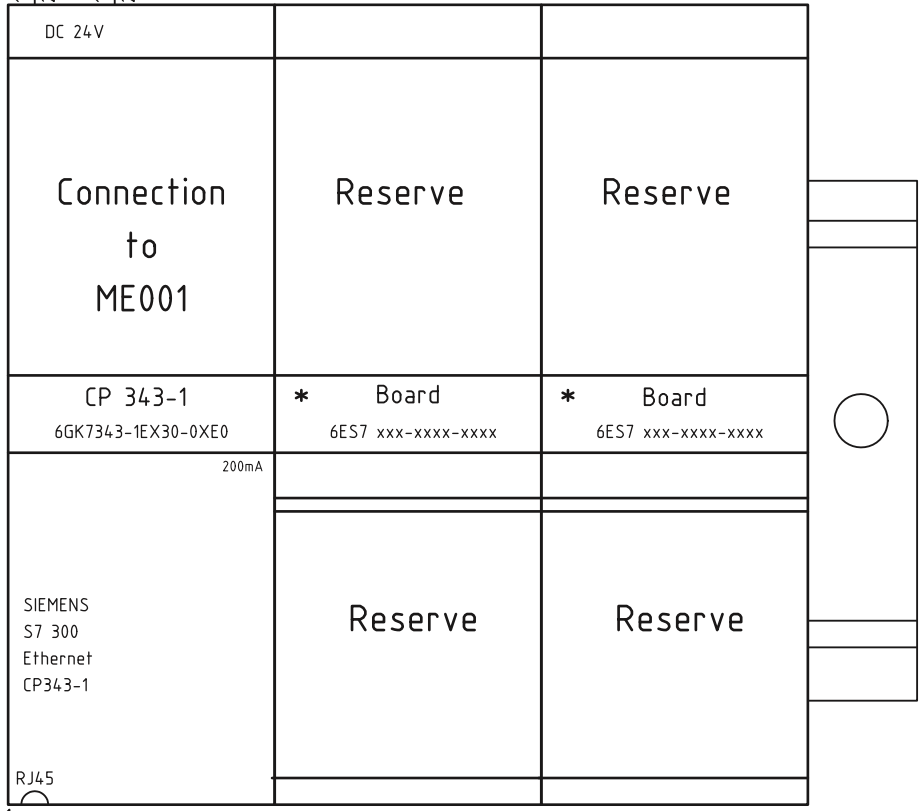 DC 24V
Connection
to
ME001
Reserve
Reserve
CP 343-1
6GK7343-1EX30-0XE0
* Board
6ES7 xxx-xxxx-xxxx
* Board
6ES7 xxx-xxxx-xxxx
200mA
SIEMENS
S7 300
Ethernet
CP343-1
Reserve
Reserve
RJ45